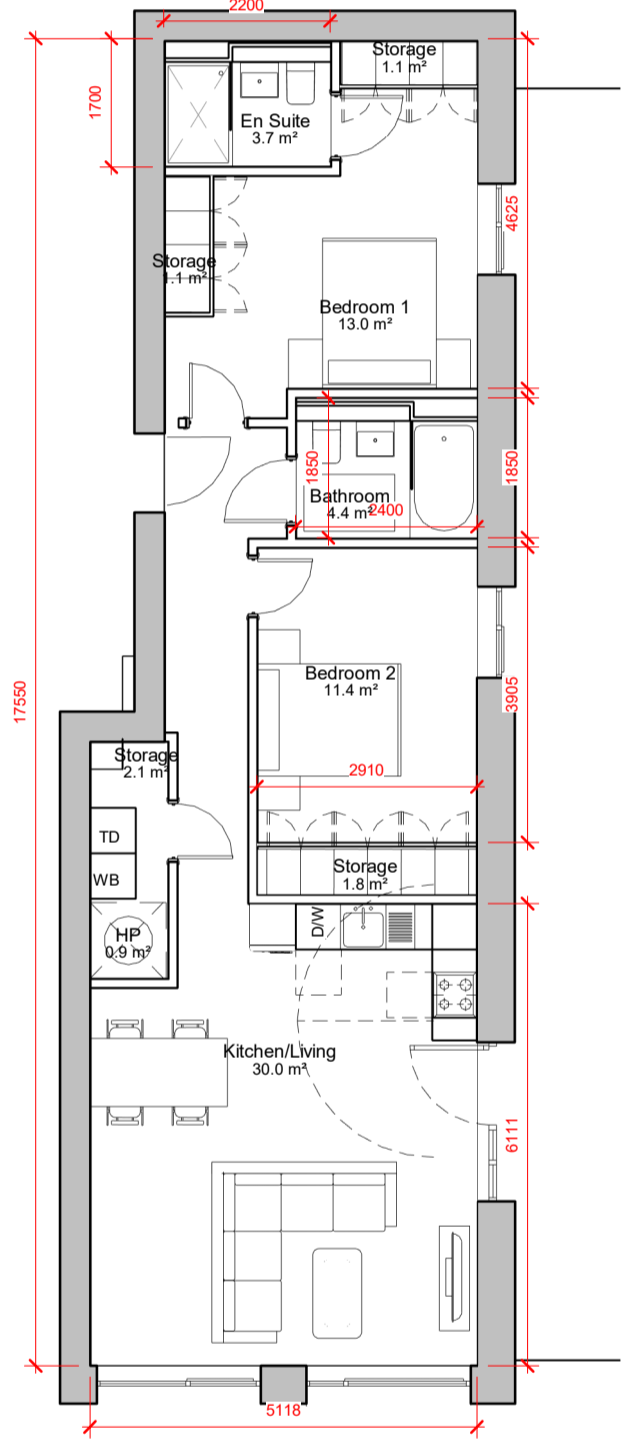 2200
Storage
1.1 m²
1700
En Suite
3.7 m²
4625
Storage
1.1 m²
Bedroom 1
13.0 m²
1850
1850
Bathroom
4.4 m²
2400
17550
Bedroom 2
11.4 m²
3905
Storage
2.1 m²
2910
TD
WB
Storage
1.8 m²
D/W
HP
0.9 m²
Kitchen/Living
30.0 m²
6111
5118